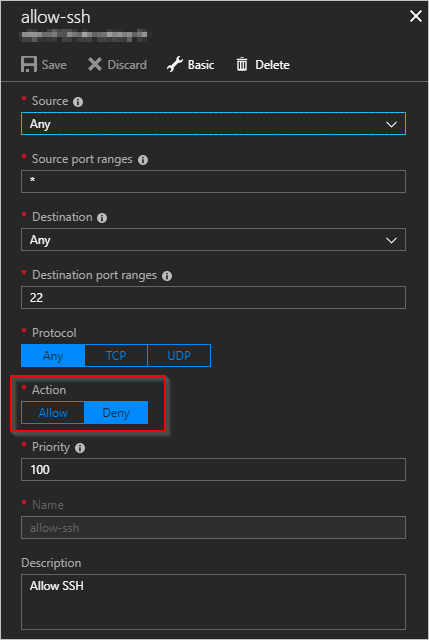 allow-ssh
Save Discard Basic Delete
* Source
Any
* Source port ranges
*
* Destination
Any
* Destination port ranges
22
* Protocol
Any TCP UDP
* Action
Allow Deny
* Priority
100
* Name
allow-ssh
Description
Allow SSH